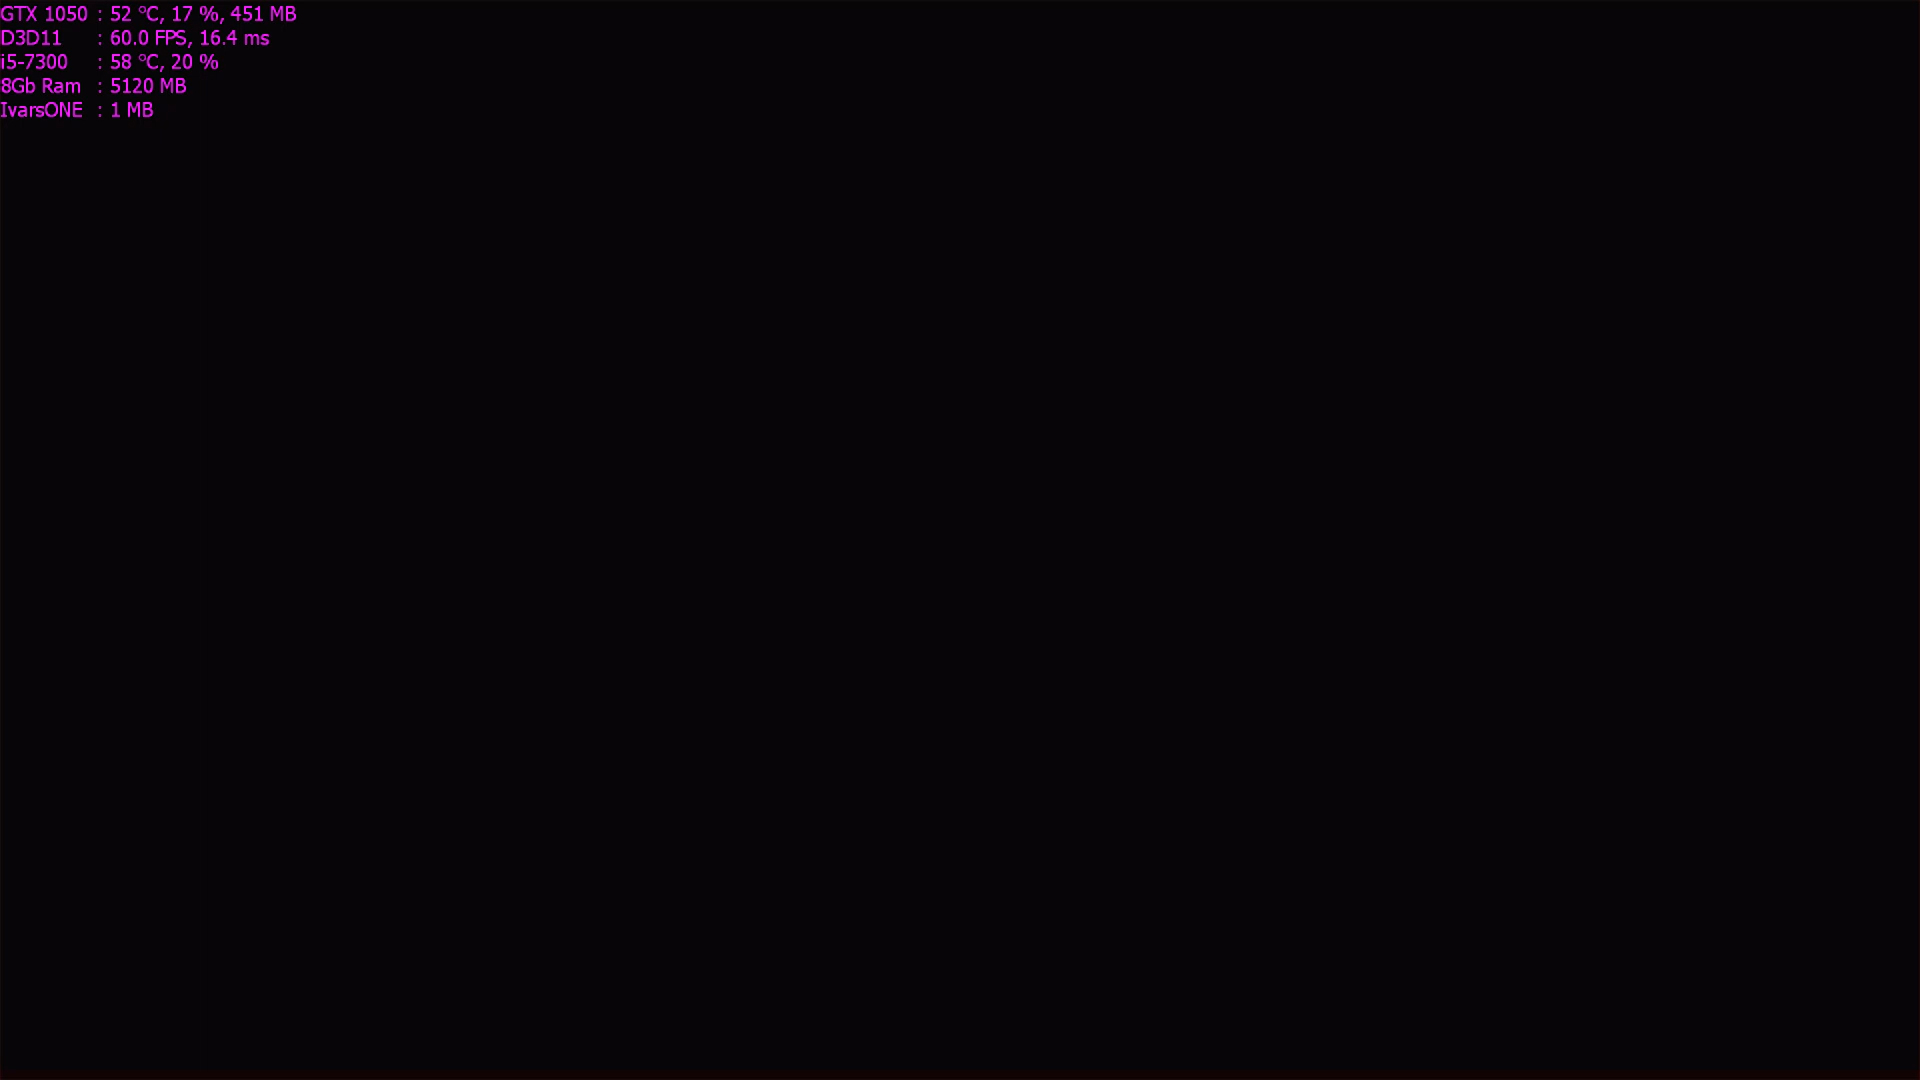 GTX 1050 : 52 °C, 17 %, 451 MB
D3D11 : 60.0 FPS, 16.4 ms
i5-7300 : 58 °C, 20 %
8Gb Ram : 5120 MB
IvarsONE : 1 MB